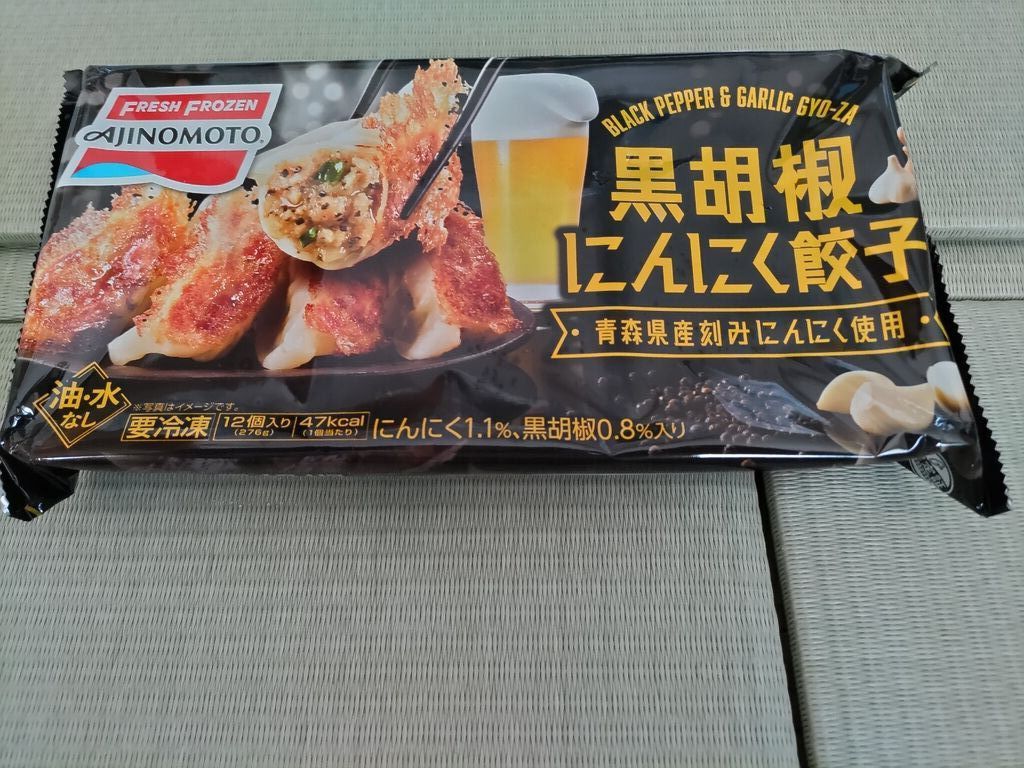 FRESH FROZEN
AJINOMOTO®
BLACK PEPPER & GARLIC GYO-ZA
黒胡椒
にんにく餃子
青森県産刻みにんにく使用
油・水
なし
※写真はイメージです。
要冷凍
12個入り
(276g)
47kcal
(1個当たり)
にんにく1.1%、黒胡椒0.8%入り